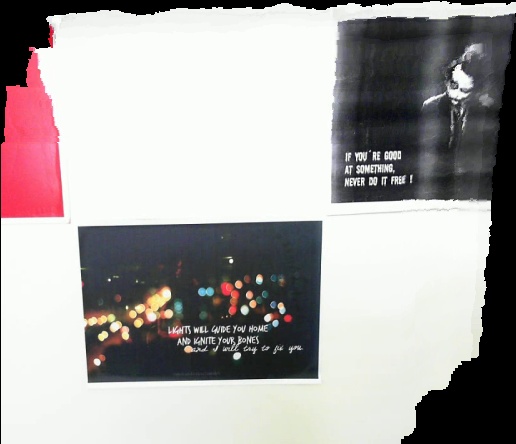 IF YOU´RE GOOD
AT SOMETHING,
NEVER DO IT FREE !
LIGHTS WILL GUIDE YOU HOME
AND IGNITE YOUR BONES
and I will try to fix you